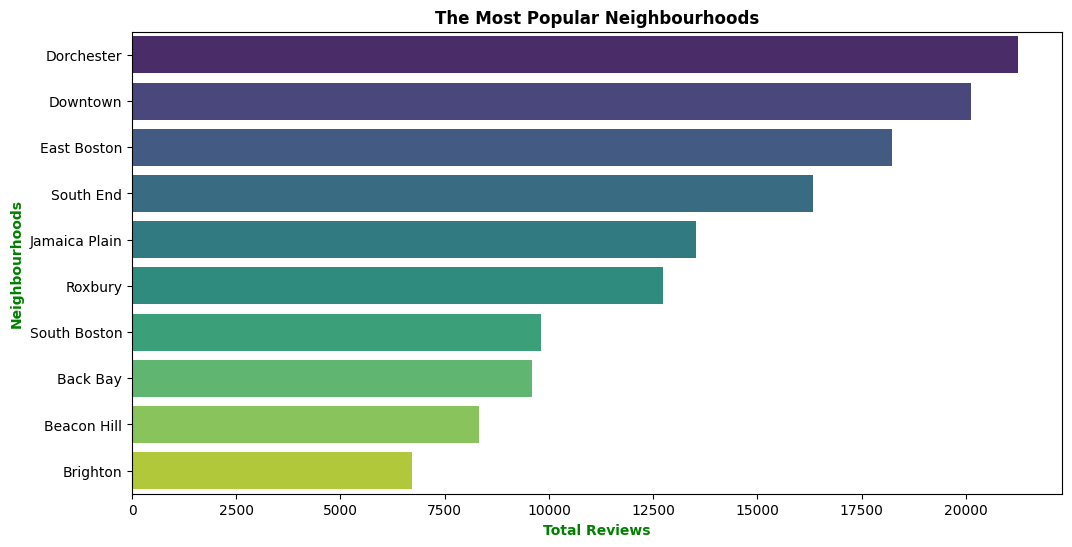 The Most Popular Neighbourhoods
Neighbourhoods
Dorchester
Downtown
East Boston
South End
Jamaica Plain
Roxbury
South Boston
Back Bay
Beacon Hill
Brighton
0 2500 5000 7500 10000 12500 15000 17500 20000
Total Reviews